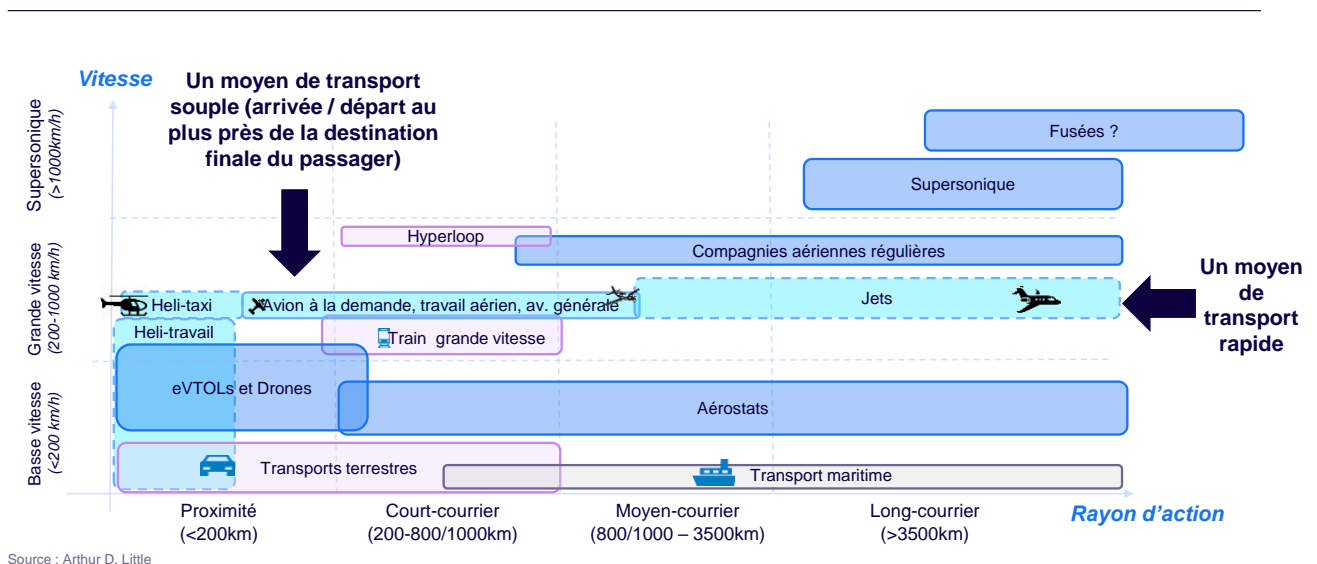 Vitesse
Un moyen de transport
souple (arrivée / départ au
plus près de la destination
finale du passager)
Supersonique
(>1000km/h)
Fusées ?
Supersonique
Hyperloop
Compagnies aériennes régulières
Grande vitesse
(200-1000 km/h)
Heli-taxi
Avion à la demande, travail aérien, av. générale
Jets
Un moyen
de
transport
rapide
Heli-travail
Train grande vitesse
eVTOLs et Drones
Aérostats
Basse vitesse
(<200 km/h)
Transports terrestres
Transport maritime
Proximité
(<200km)
Court-courrier
(200-800/1000km)
Moyen-courrier
(800/1000 – 3500km)
Long-courrier
(>3500km)
Rayon d’action
Source : Arthur D. Little